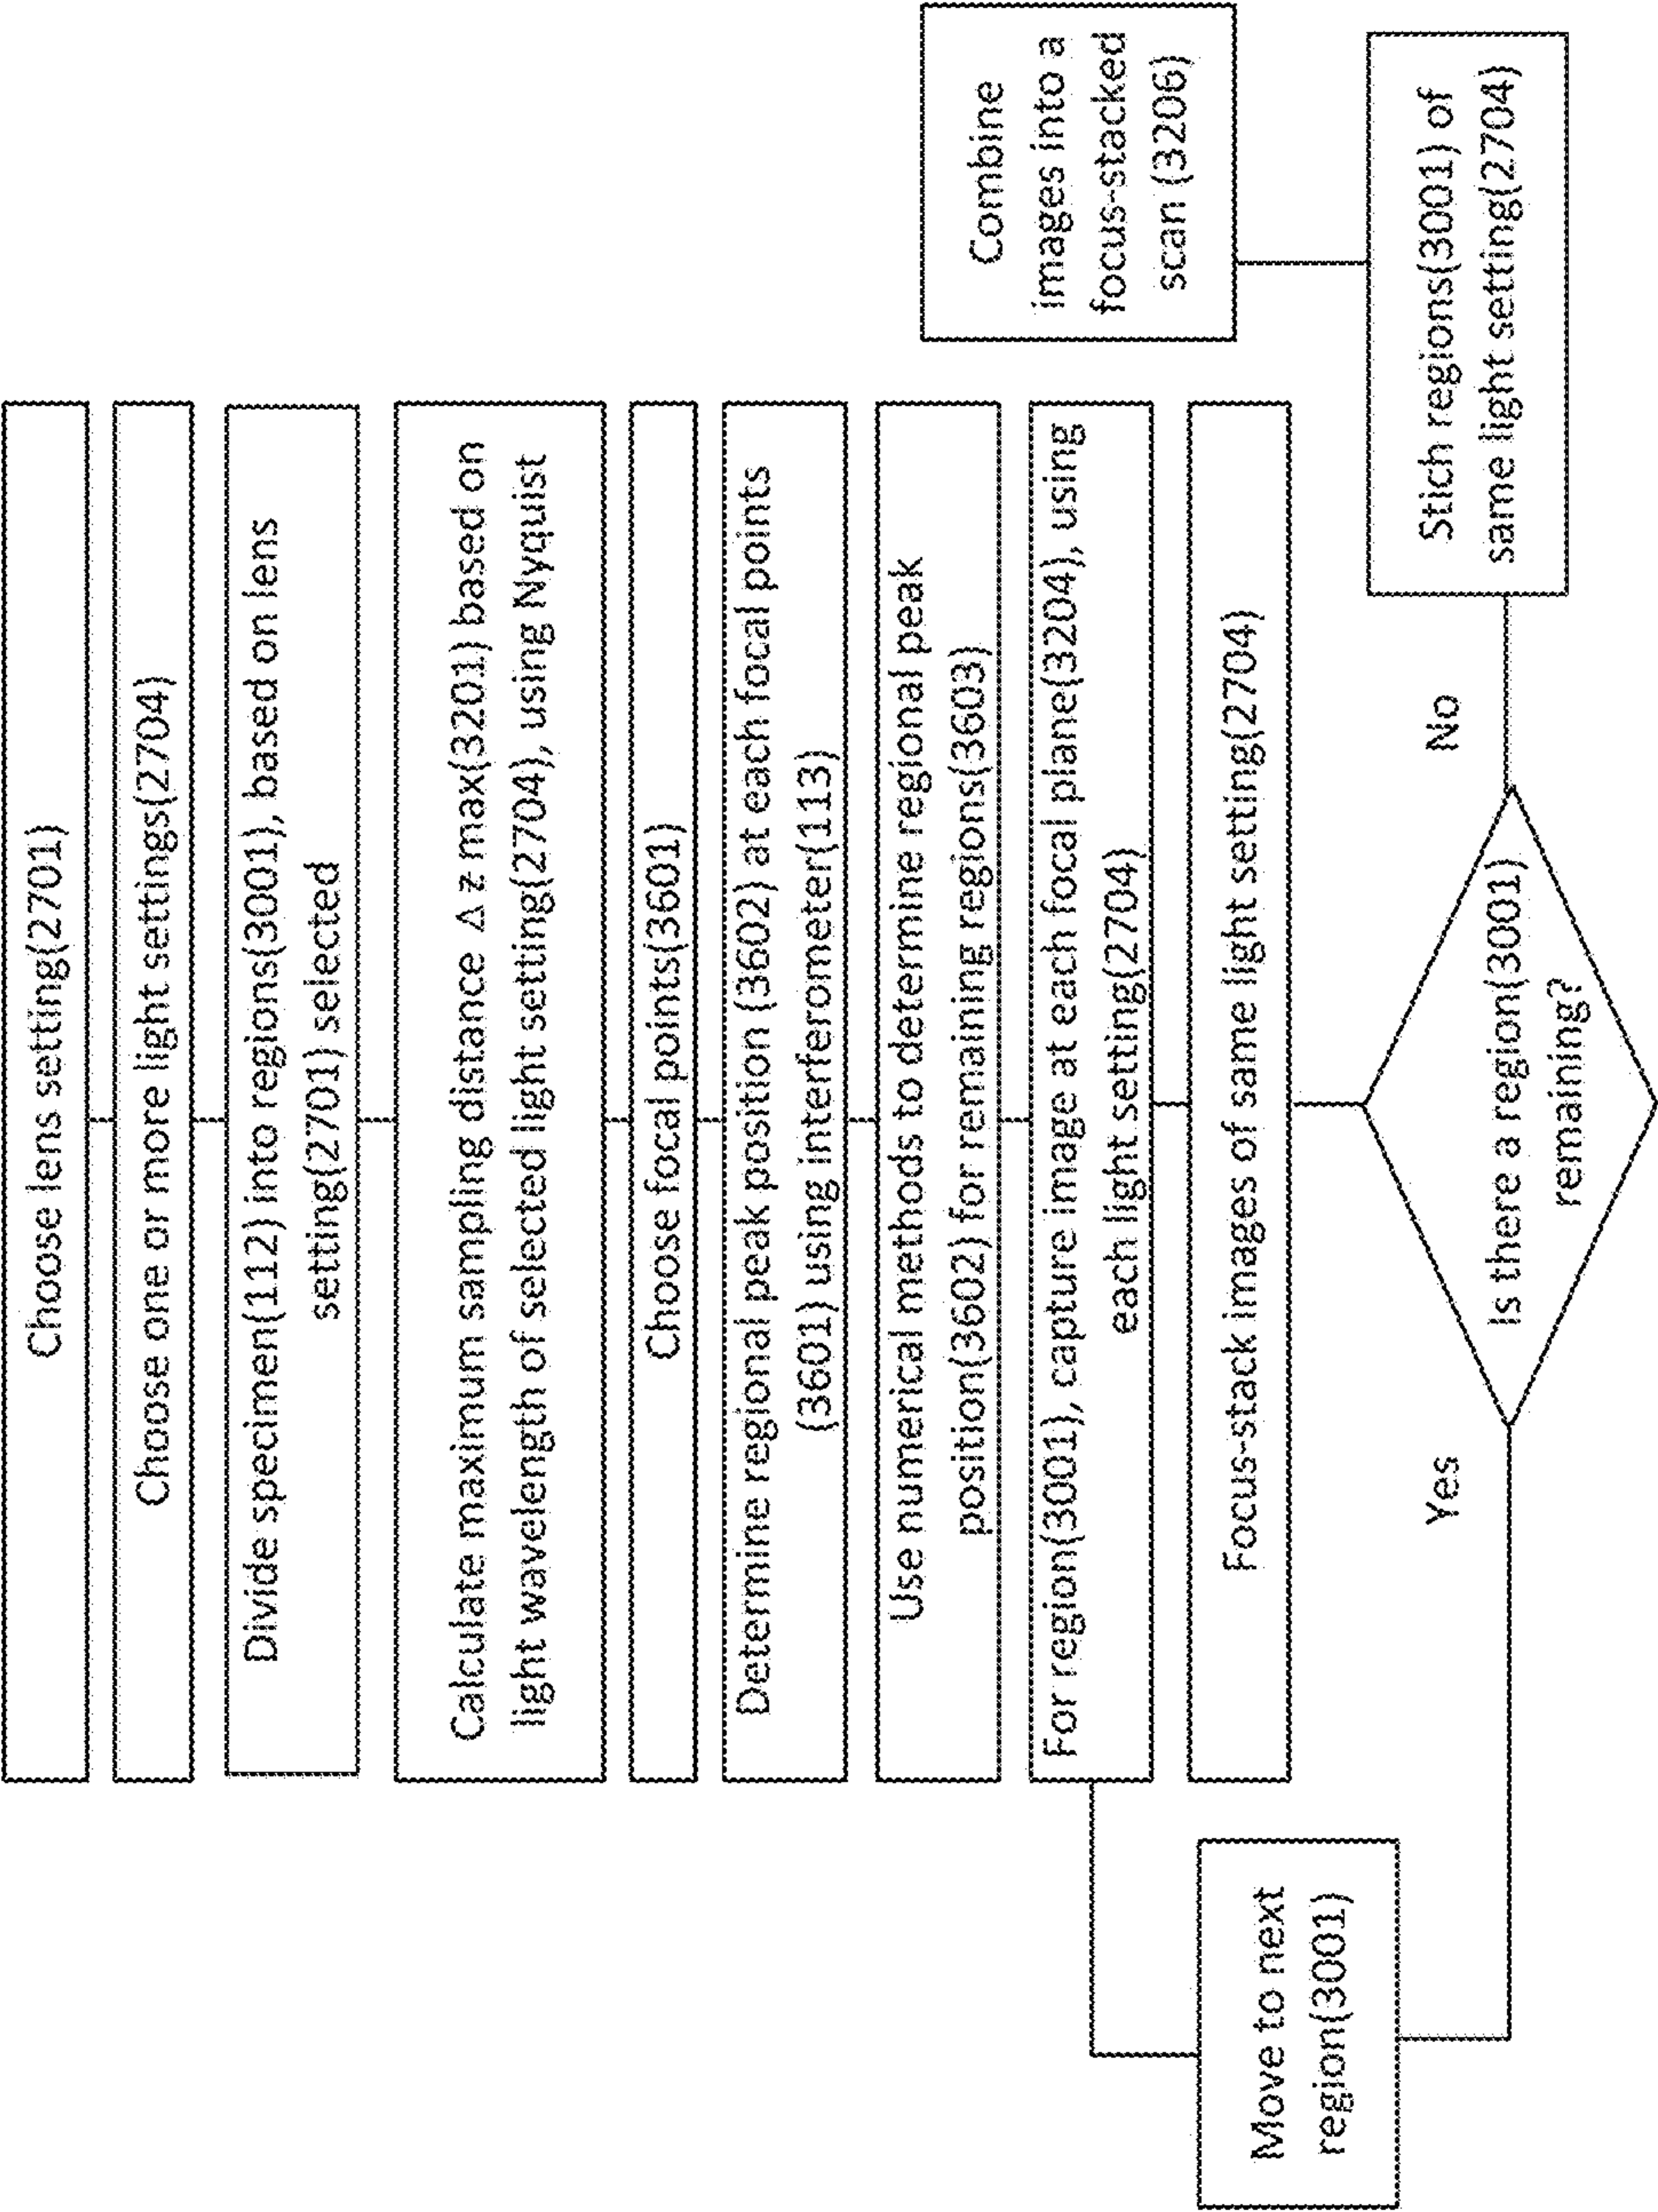 Choose lens setting(2701)
Choose one or more light settings(2704)
Divide specimen(112) into regions(3001), based on lens
setting(2701) selected
Calculate maximum sampling distance Δ z max(3201) based on
light wavelength of selected light setting(2704), using Nyquist
Choose focal points(3601)
Determine regional peak position (3602) at each focal points
(3601) using interferometer(113)
Use numerical methods to determine regional peak
position(3602) for remaining regions(3603)
For region(3001), capture image at each focal plane(3204), using
each light setting(2704)
Focus-stack images of same light setting(2704)
Is there a region(3001)
remaining?
Yes
No
Move to next
region(3001)
Stich regions(3001) of
same light setting(2704)
Combine
images into a
focus-stacked
scan (3206)